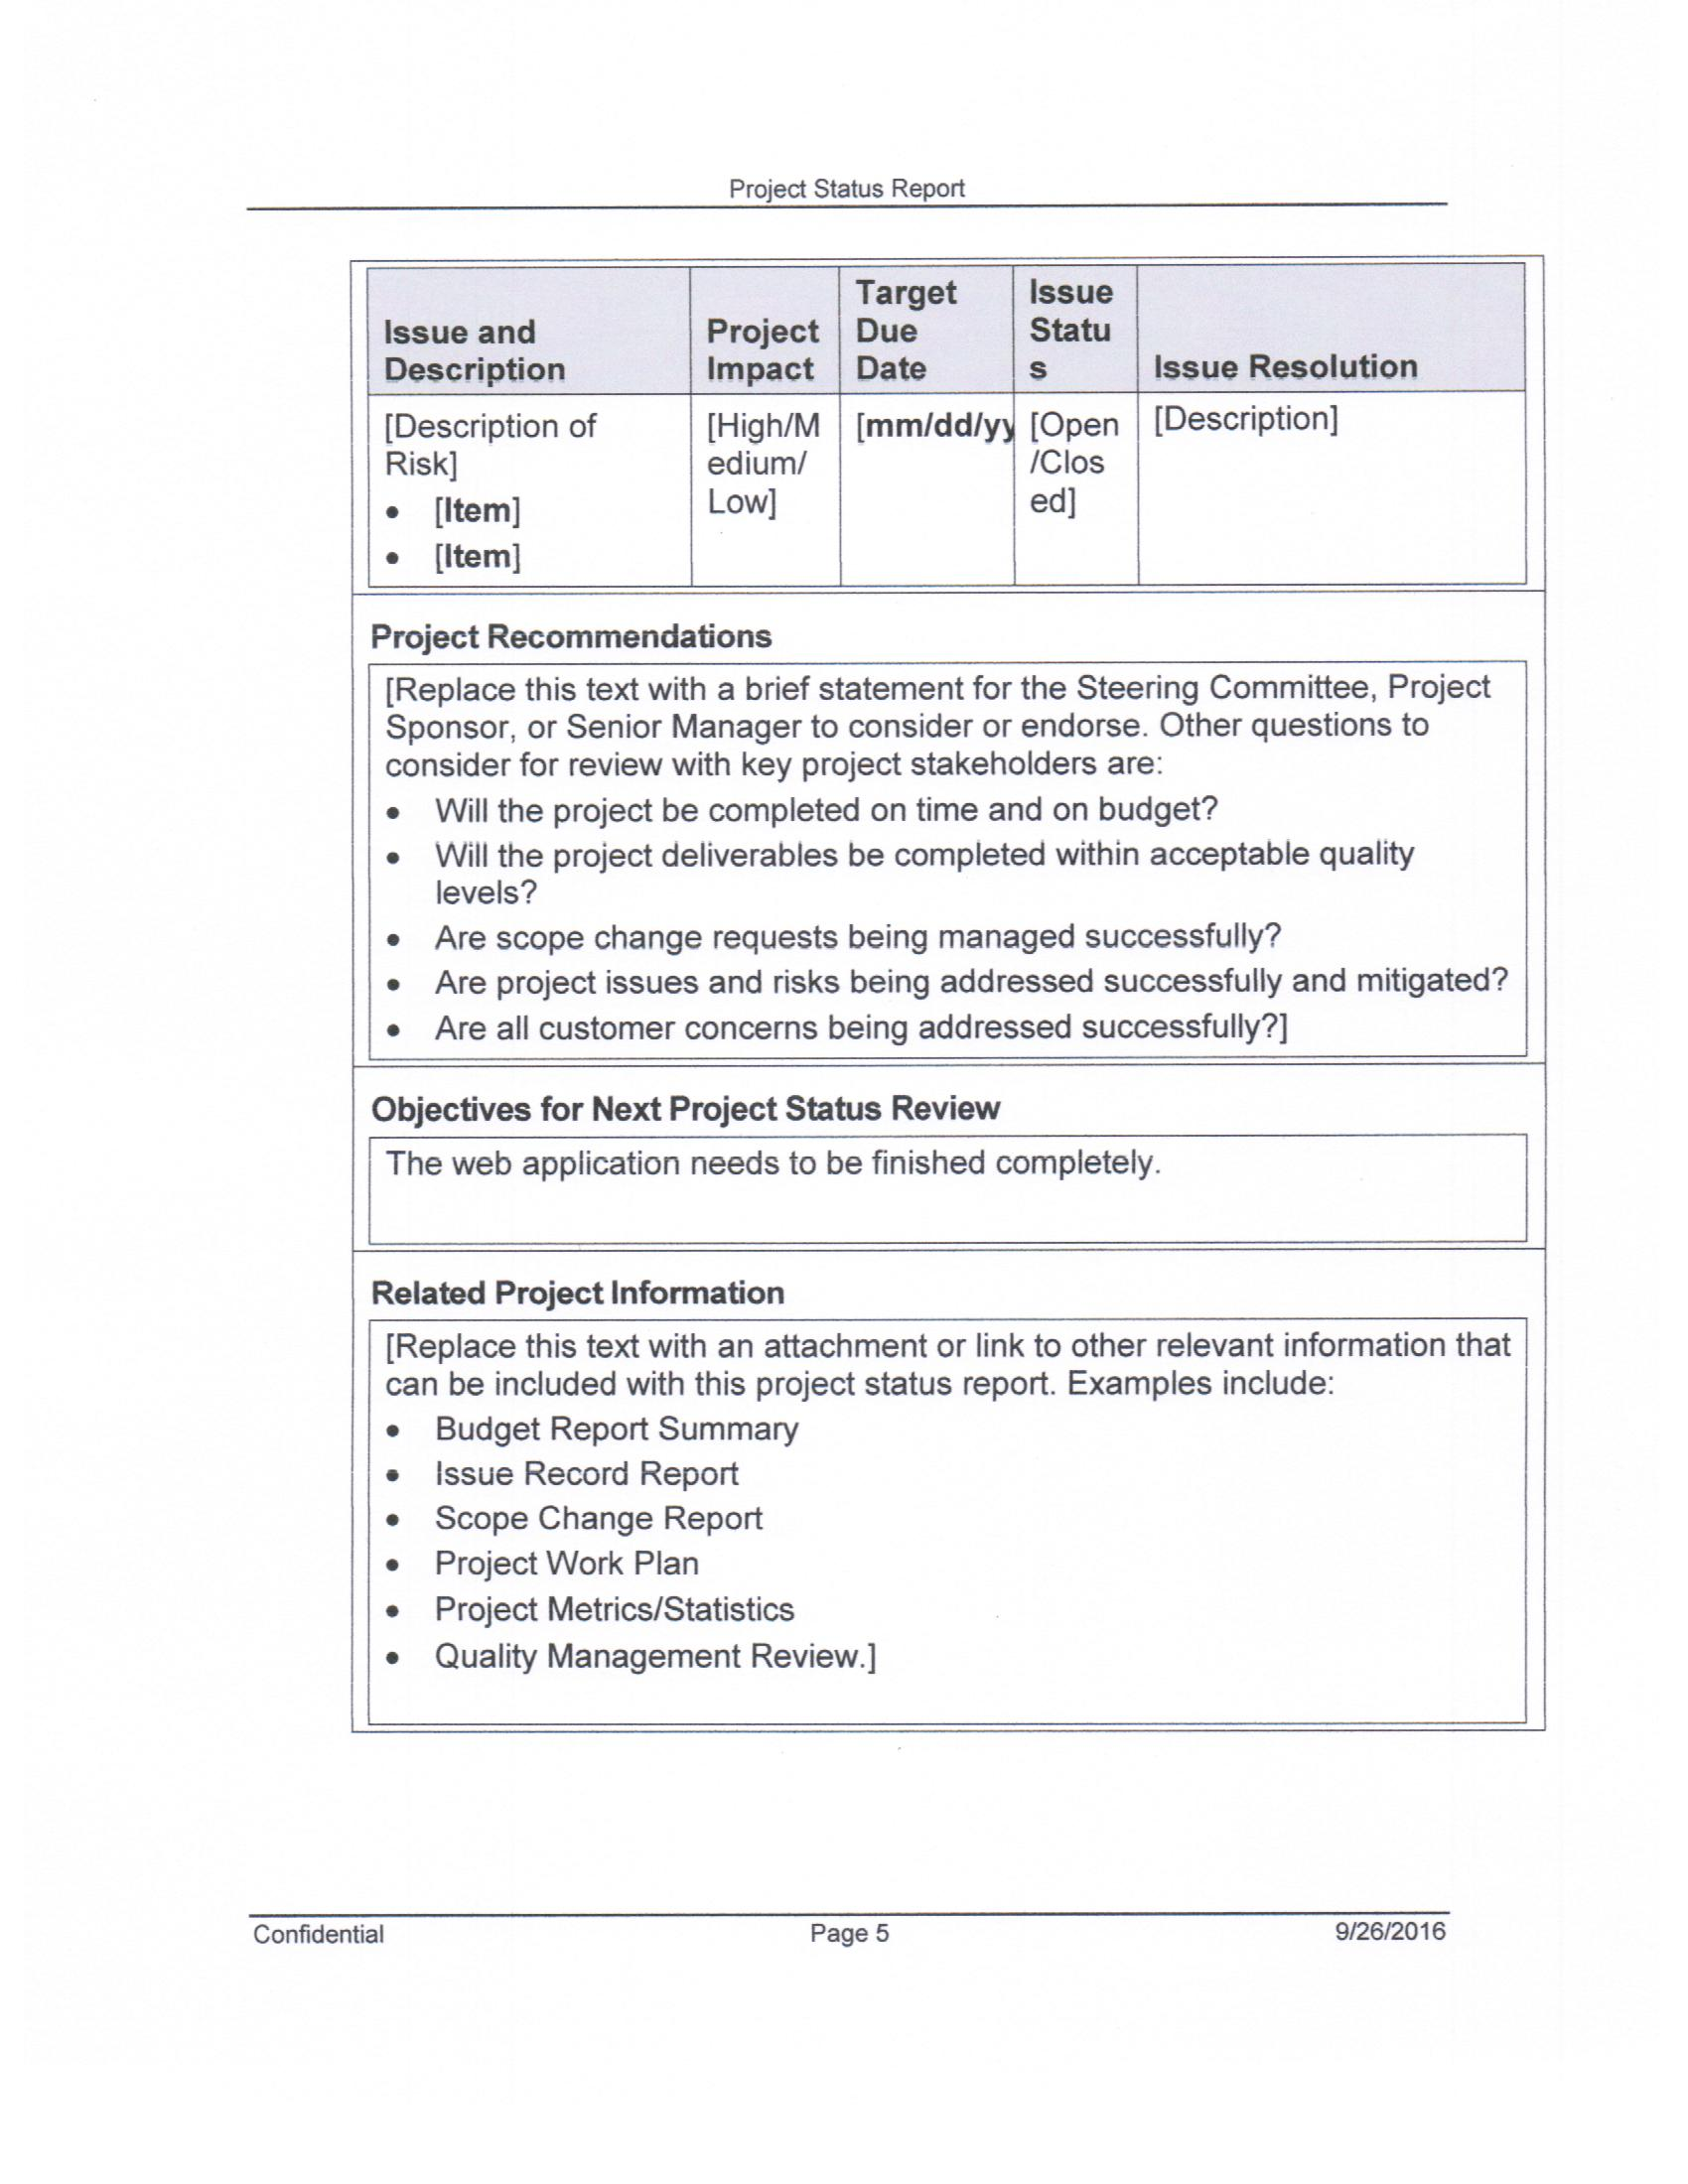 Project Status Report
Issue and Description
Project Impact
Target Due Date
Issue Statu s
Issue Resolution
[Description of Risk]
• [Item]
• [Item]
[High/M edium/ Low]
[mm/dd/yy
[Open /Clos ed]
[Description]
Project Recommendations
[Replace this text with a brief statement for the Steering Committee, Project
Sponsor, or Senior Manager to consider or endorse. Other questions to
consider for review with key project stakeholders are:
• Will the project be completed on time and on budget?
• Will the project deliverables be completed within acceptable quality
levels?
• Are scope change requests being managed successfully?
• Are project issues and risks being addressed successfully and mitigated?
• Are all customer concerns being addressed successfully?]
Objectives for Next Project Status Review
The web application needs to be finished completely.
Related Project Information
[Replace this text with an attachment or link to other relevant information that
can be included with this project status report. Examples include:
• Budget Report Summary
• Issue Record Report
• Scope Change Report
• Project Work Plan
• Project Metrics/Statistics
• Quality Management Review.]
Confidential
Page 5
9/26/2016